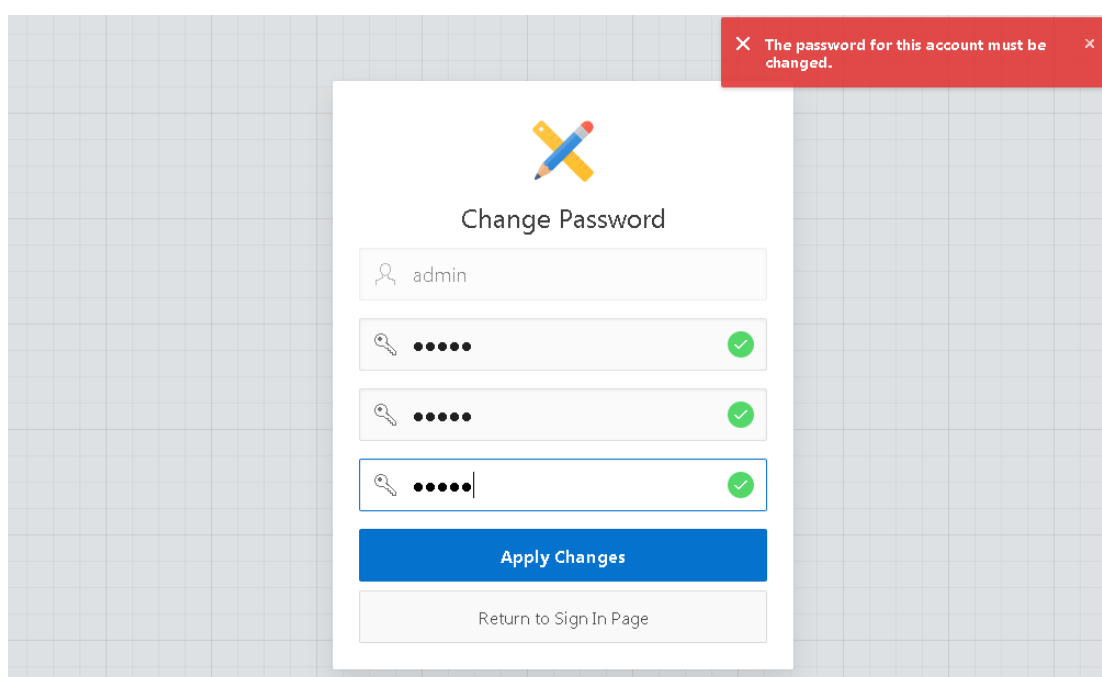 The password for this account must be
changed.
Change Password
admin
•••••
•••••
•••••
Apply Changes
Return to Sign In Page